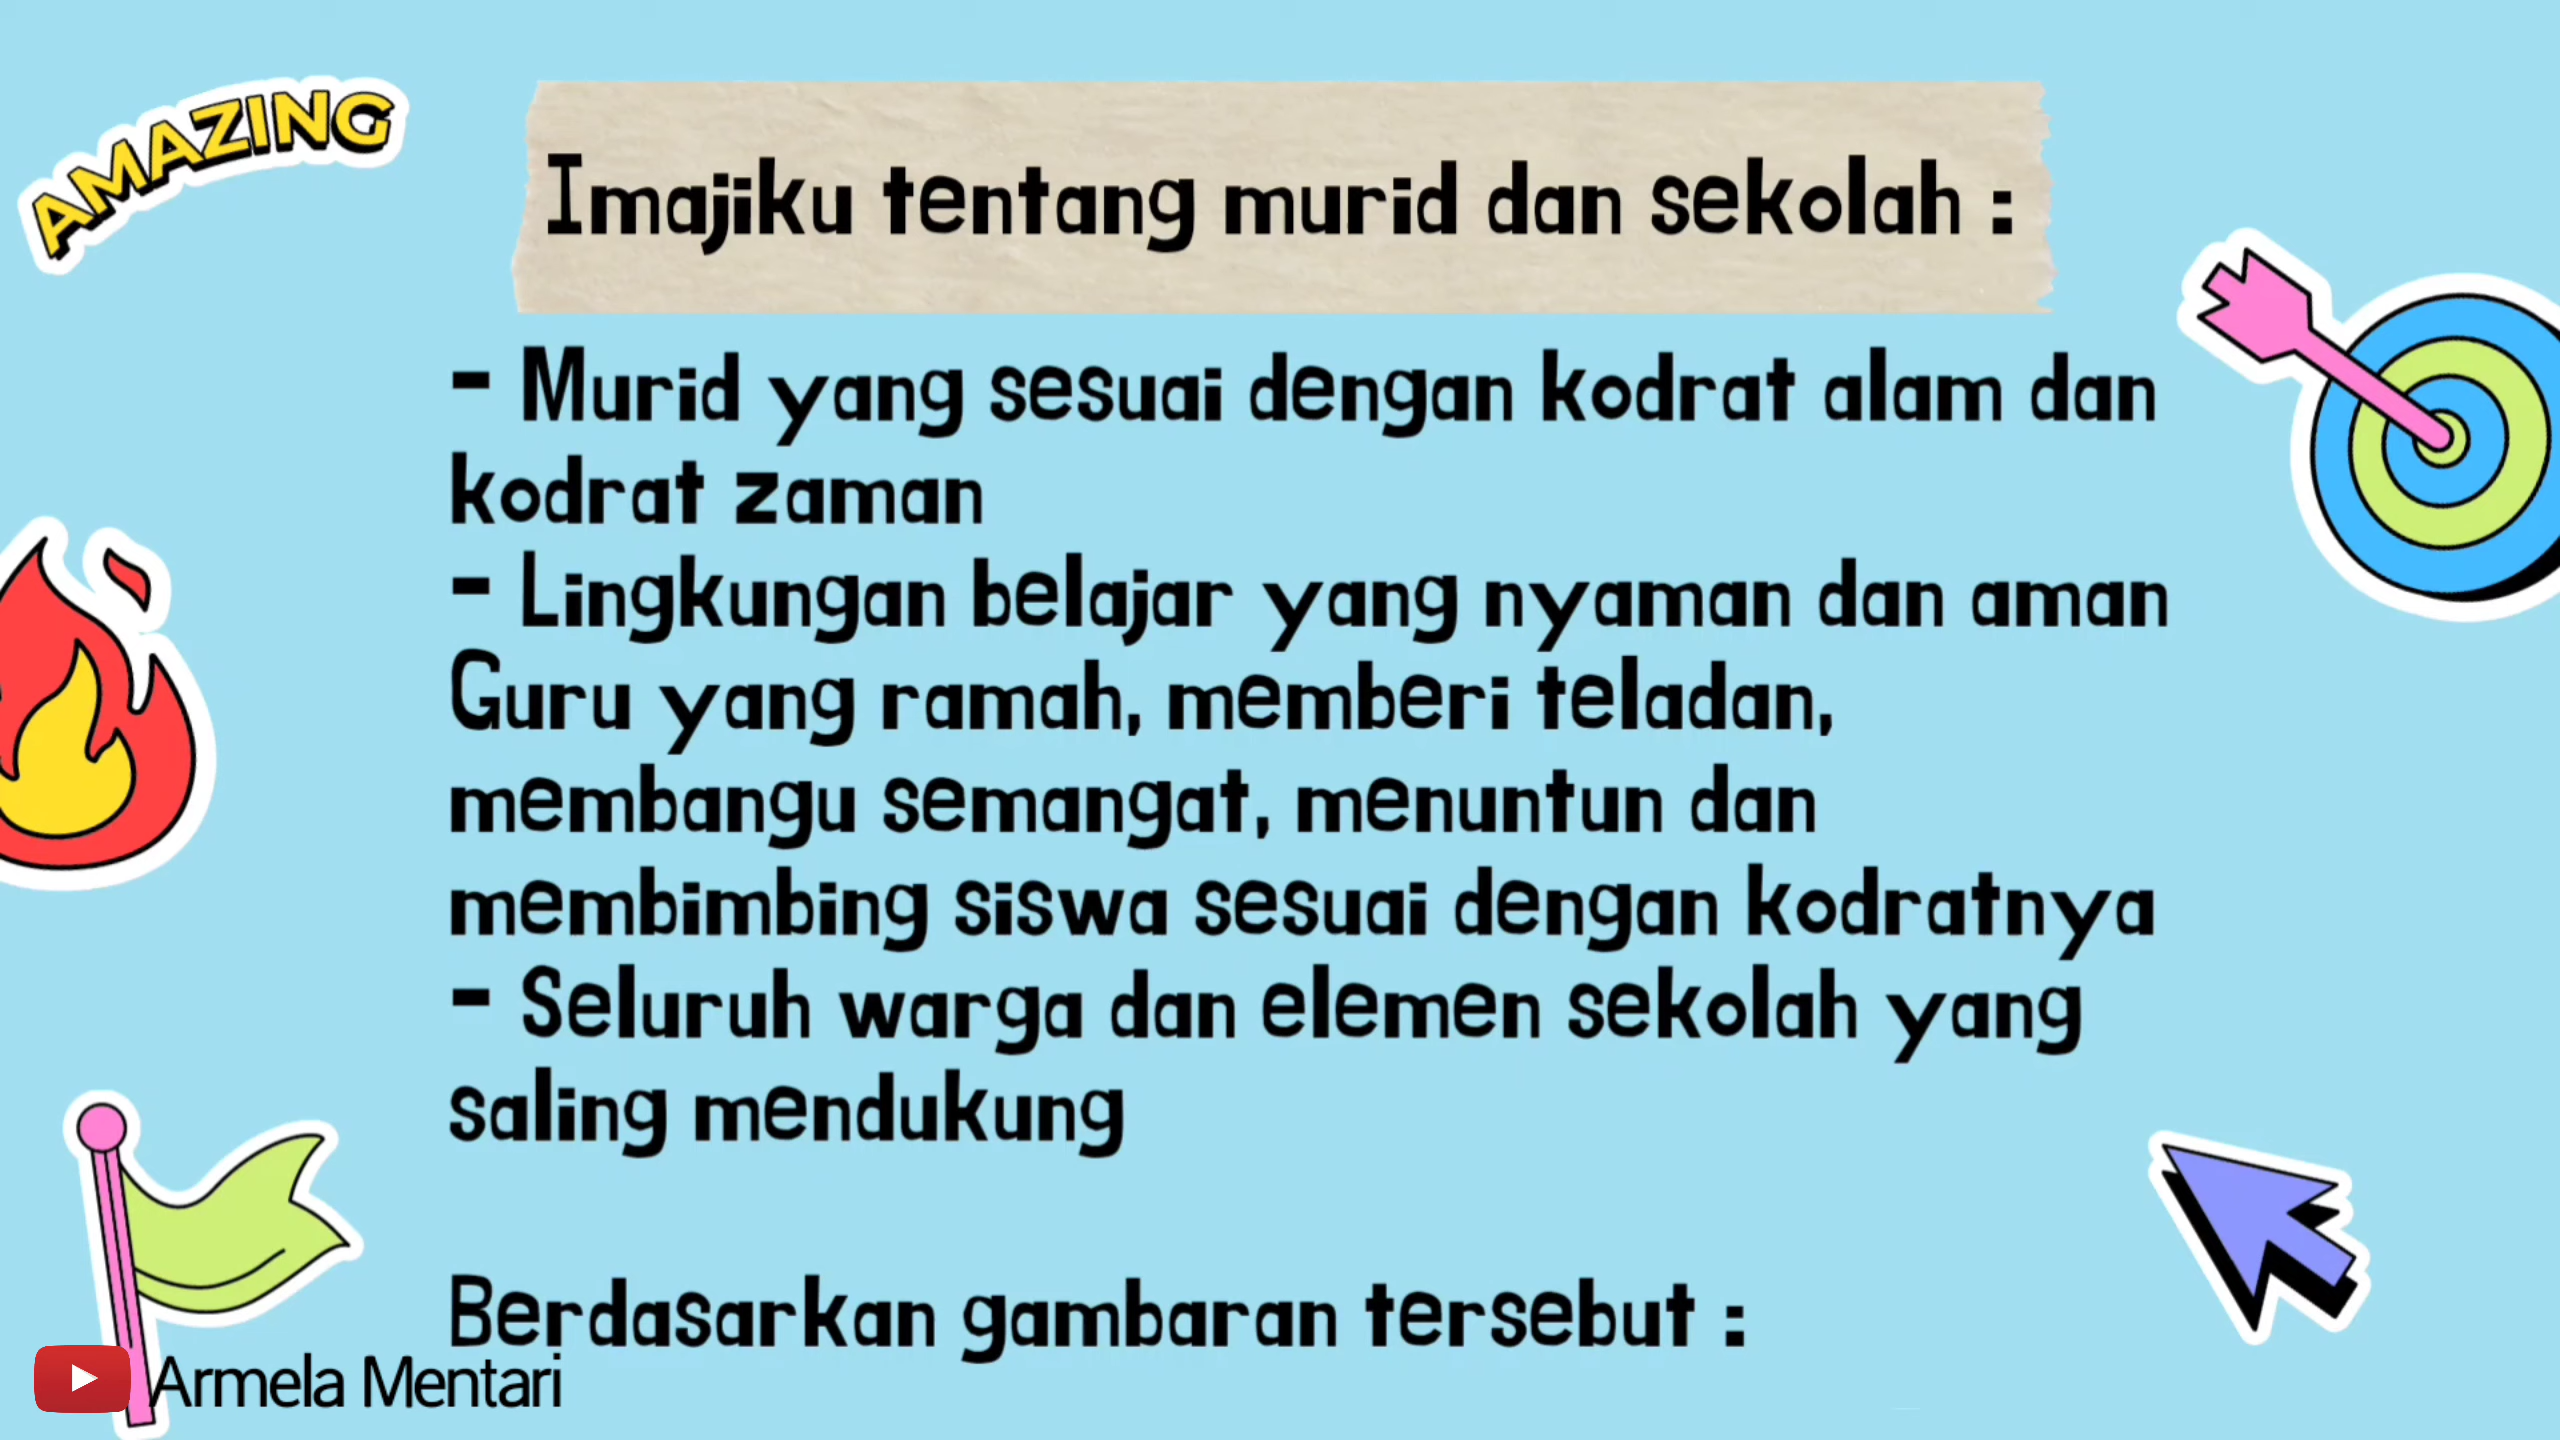 AMAZING
Imajiku tentang murid dan sekolah :
- Murid yang sesuai dengan kodrat alam dan
kodrat zaman
- Lingkungan belajar yang nyaman dan aman
Guru yang ramah, memberi teladan,
membangu semangat, menuntun dan
membimbing siswa sesuai dengan kodratnya
- Seluruh warga dan elemen sekolah yang
saling mendukung
Berdasarkan gambaran tersebut :
Armela Mentari